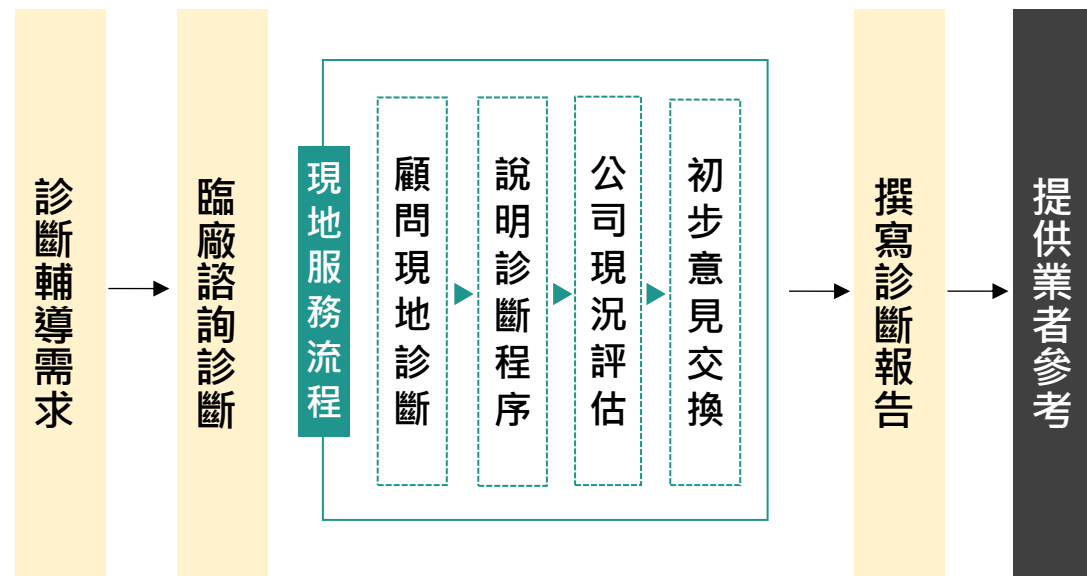 診斷輔導需求
臨廠諮詢診斷
現地服務流程
顧問現地診斷
說明診斷程序
公司現況評估
初步意見交換
撰寫診斷報告
提供業者參考